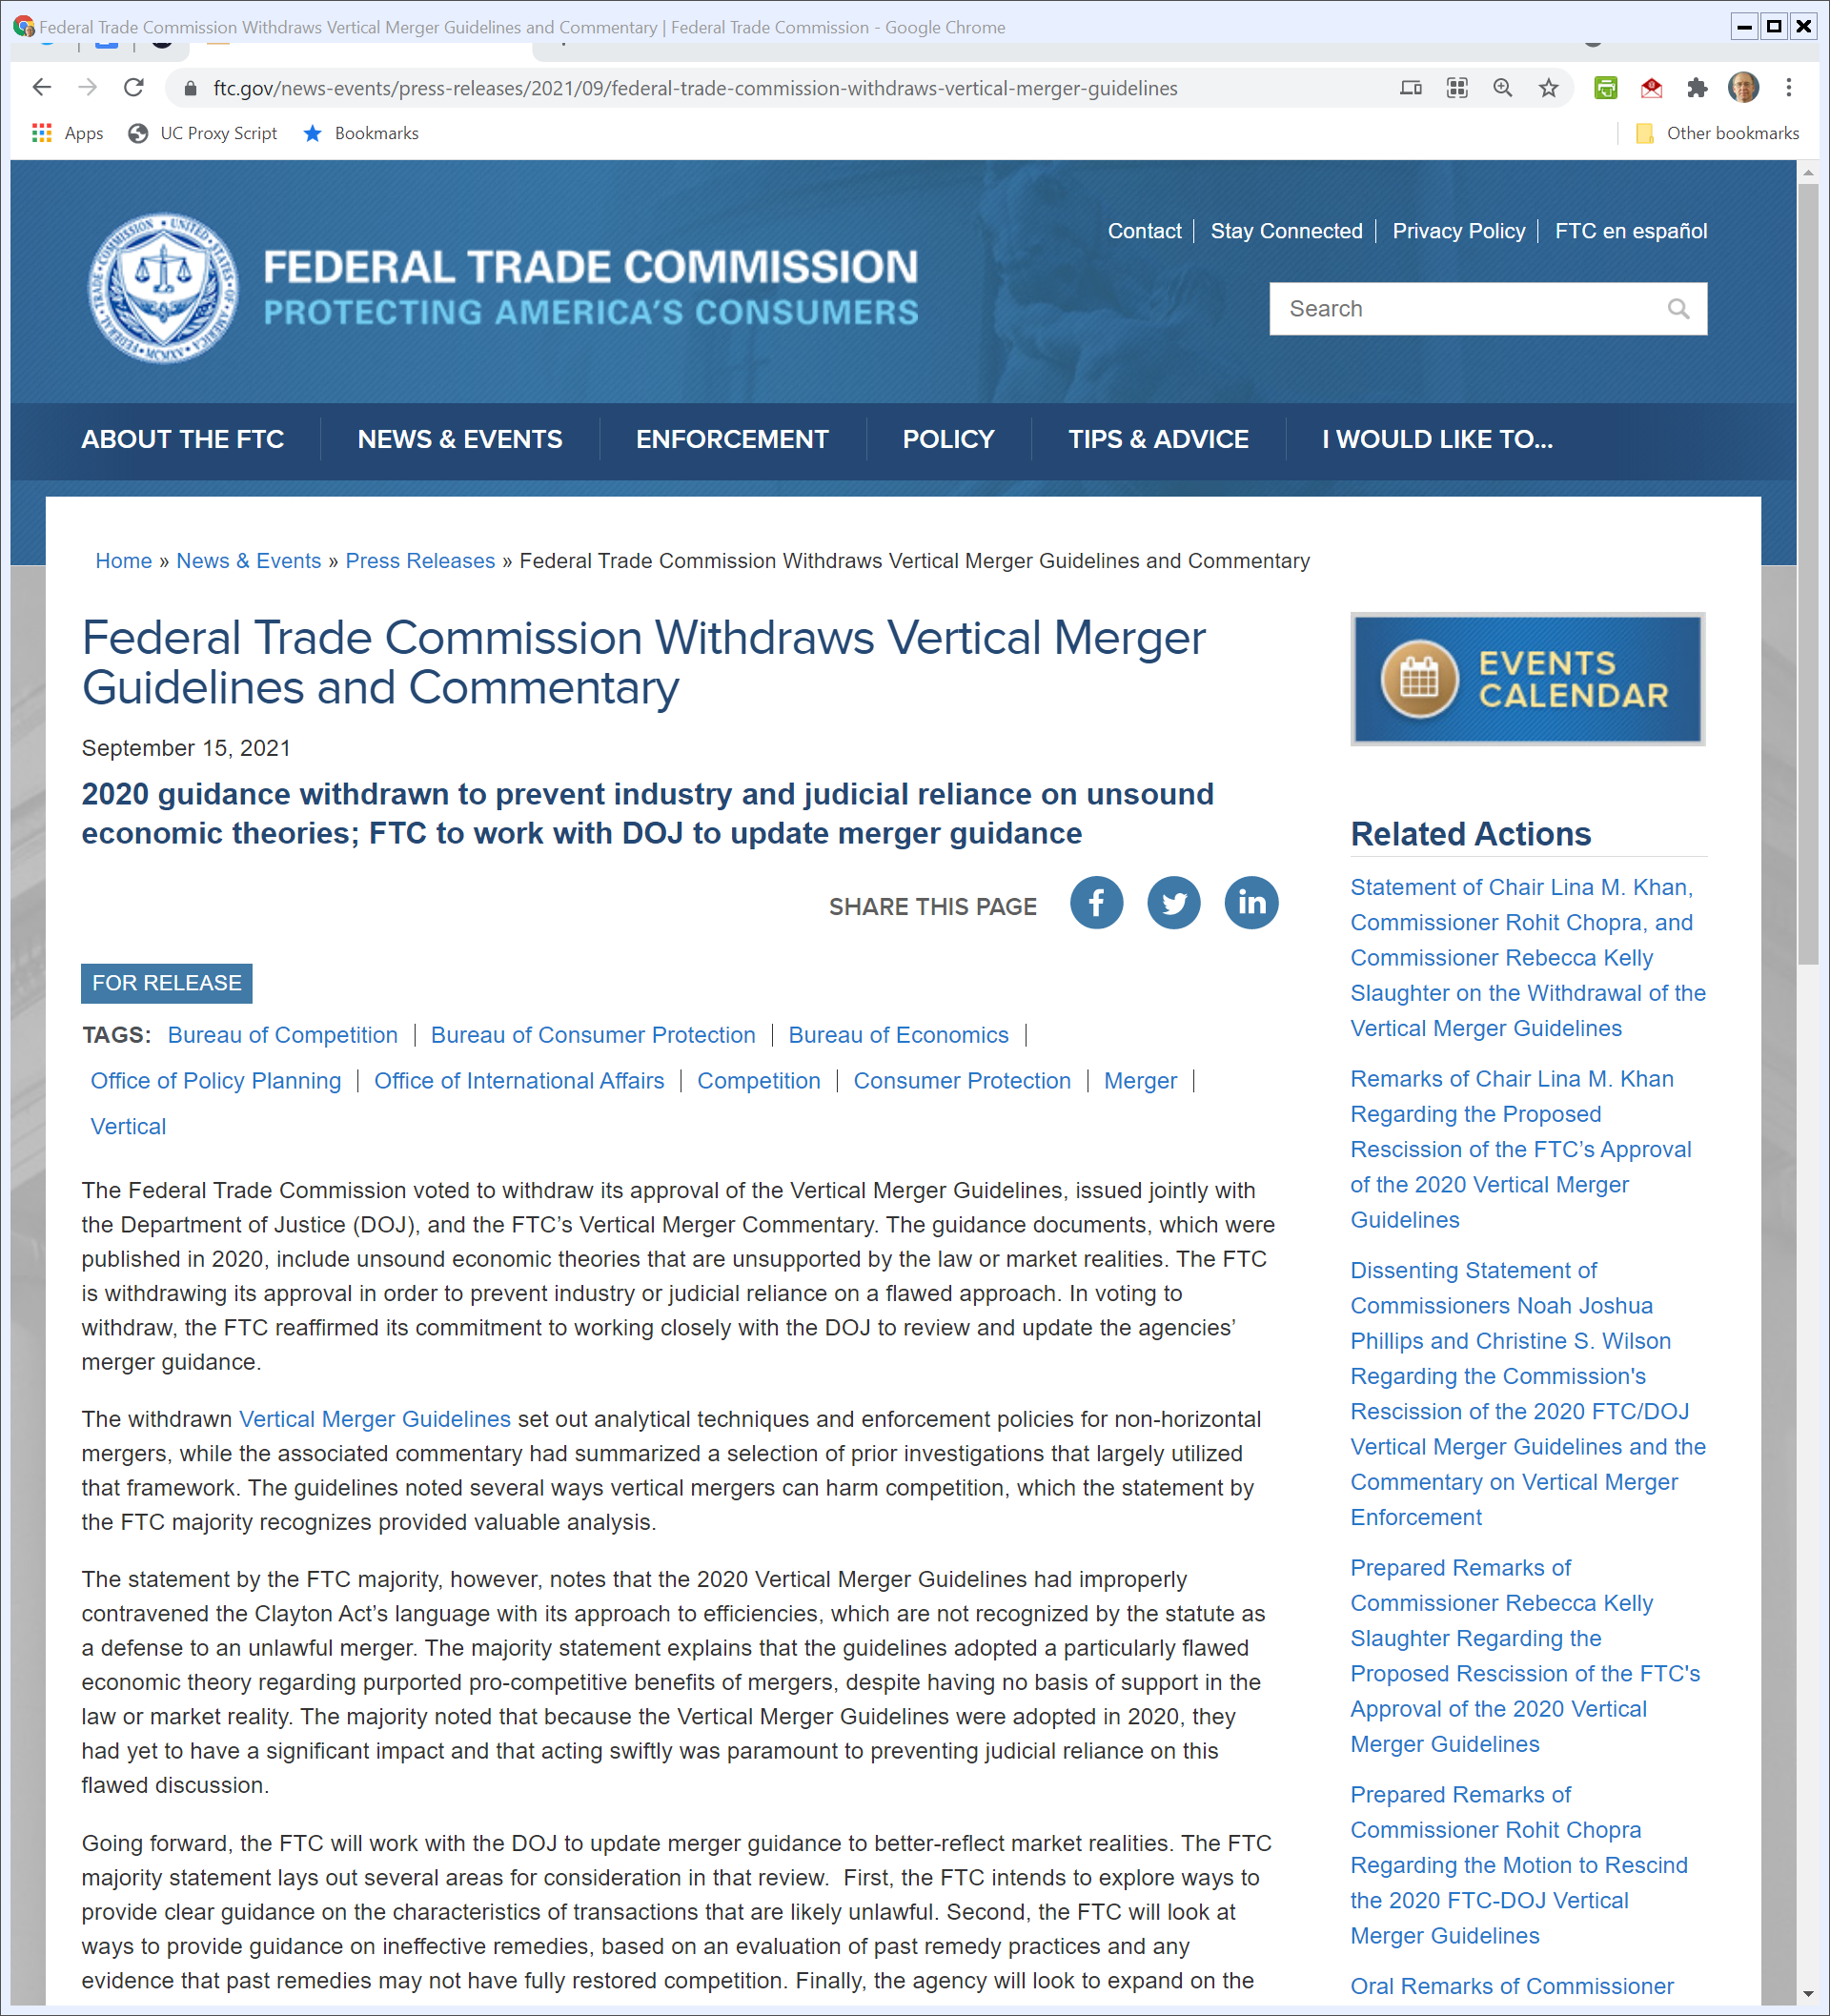 Federal Trade Commission Withdraws Vertical Merger Guidelines and Commentary | Federal Trade Commission - Google Chrome
ftc.gov/news-events/press-releases/2021/09/federal-trade-commission-withdraws-vertical-merger-guidelines
Apps UC Proxy Script Bookmarks Other bookmarks
Contact Stay Connected Privacy Policy FTC en español
FEDERAL TRADE COMMISSION
PROTECTING AMERICA'S CONSUMERS
FEDERAL TRADE COMMISSION • UNITED STATES OF AMERICA • MCMXV
Search
ABOUT THE FTC NEWS & EVENTS ENFORCEMENT POLICY TIPS & ADVICE I WOULD LIKE TO...
Home » News & Events » Press Releases » Federal Trade Commission Withdraws Vertical Merger Guidelines and Commentary
Federal Trade Commission Withdraws Vertical Merger
Guidelines and Commentary
September 15, 2021
2020 guidance withdrawn to prevent industry and judicial reliance on unsound
economic theories; FTC to work with DOJ to update merger guidance
SHARE THIS PAGE
FOR RELEASE
TAGS: Bureau of Competition | Bureau of Consumer Protection | Bureau of Economics |
Office of Policy Planning | Office of International Affairs | Competition | Consumer Protection | Merger |
Vertical
The Federal Trade Commission voted to withdraw its approval of the Vertical Merger Guidelines, issued jointly with
the Department of Justice (DOJ), and the FTC’s Vertical Merger Commentary. The guidance documents, which were
published in 2020, include unsound economic theories that are unsupported by the law or market realities. The FTC
is withdrawing its approval in order to prevent industry or judicial reliance on a flawed approach. In voting to
withdraw, the FTC reaffirmed its commitment to working closely with the DOJ to review and update the agencies’
merger guidance.
The withdrawn Vertical Merger Guidelines set out analytical techniques and enforcement policies for non-horizontal
mergers, while the associated commentary had summarized a selection of prior investigations that largely utilized
that framework. The guidelines noted several ways vertical mergers can harm competition, which the statement by
the FTC majority recognizes provided valuable analysis.
The statement by the FTC majority, however, notes that the 2020 Vertical Merger Guidelines had improperly
contravened the Clayton Act’s language with its approach to efficiencies, which are not recognized by the statute as
a defense to an unlawful merger. The majority statement explains that the guidelines adopted a particularly flawed
economic theory regarding purported pro-competitive benefits of mergers, despite having no basis of support in the
law or market reality. The majority noted that because the Vertical Merger Guidelines were adopted in 2020, they
had yet to have a significant impact and that acting swiftly was paramount to preventing judicial reliance on this
flawed discussion.
Going forward, the FTC will work with the DOJ to update merger guidance to better-reflect market realities. The FTC
majority statement lays out several areas for consideration in that review.  First, the FTC intends to explore ways to
provide clear guidance on the characteristics of transactions that are likely unlawful. Second, the FTC will look at
ways to provide guidance on ineffective remedies, based on an evaluation of past remedy practices and any
evidence that past remedies may not have fully restored competition. Finally, the agency will look to expand on the
EVENTS
CALENDAR
Related Actions
Statement of Chair Lina M. Khan,
Commissioner Rohit Chopra, and
Commissioner Rebecca Kelly
Slaughter on the Withdrawal of the
Vertical Merger Guidelines
Remarks of Chair Lina M. Khan
Regarding the Proposed
Rescission of the FTC’s Approval
of the 2020 Vertical Merger
Guidelines
Dissenting Statement of
Commissioners Noah Joshua
Phillips and Christine S. Wilson
Regarding the Commission's
Rescission of the 2020 FTC/DOJ
Vertical Merger Guidelines and the
Commentary on Vertical Merger
Enforcement
Prepared Remarks of
Commissioner Rebecca Kelly
Slaughter Regarding the
Proposed Rescission of the FTC's
Approval of the 2020 Vertical
Merger Guidelines
Prepared Remarks of
Commissioner Rohit Chopra
Regarding the Motion to Rescind
the 2020 FTC-DOJ Vertical
Merger Guidelines
Oral Remarks of Commissioner